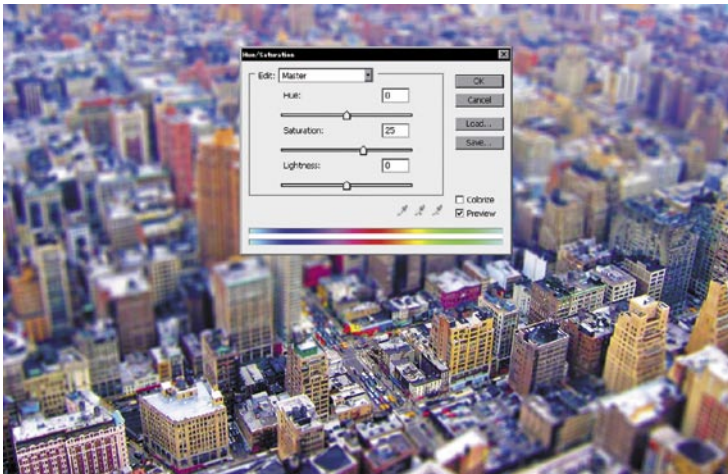 Hue/Saturation
Edit: Master
Hue: 0
Saturation: 25
Lightness: 0
OK
Cancel
Load...
Save...
Colorize
Preview